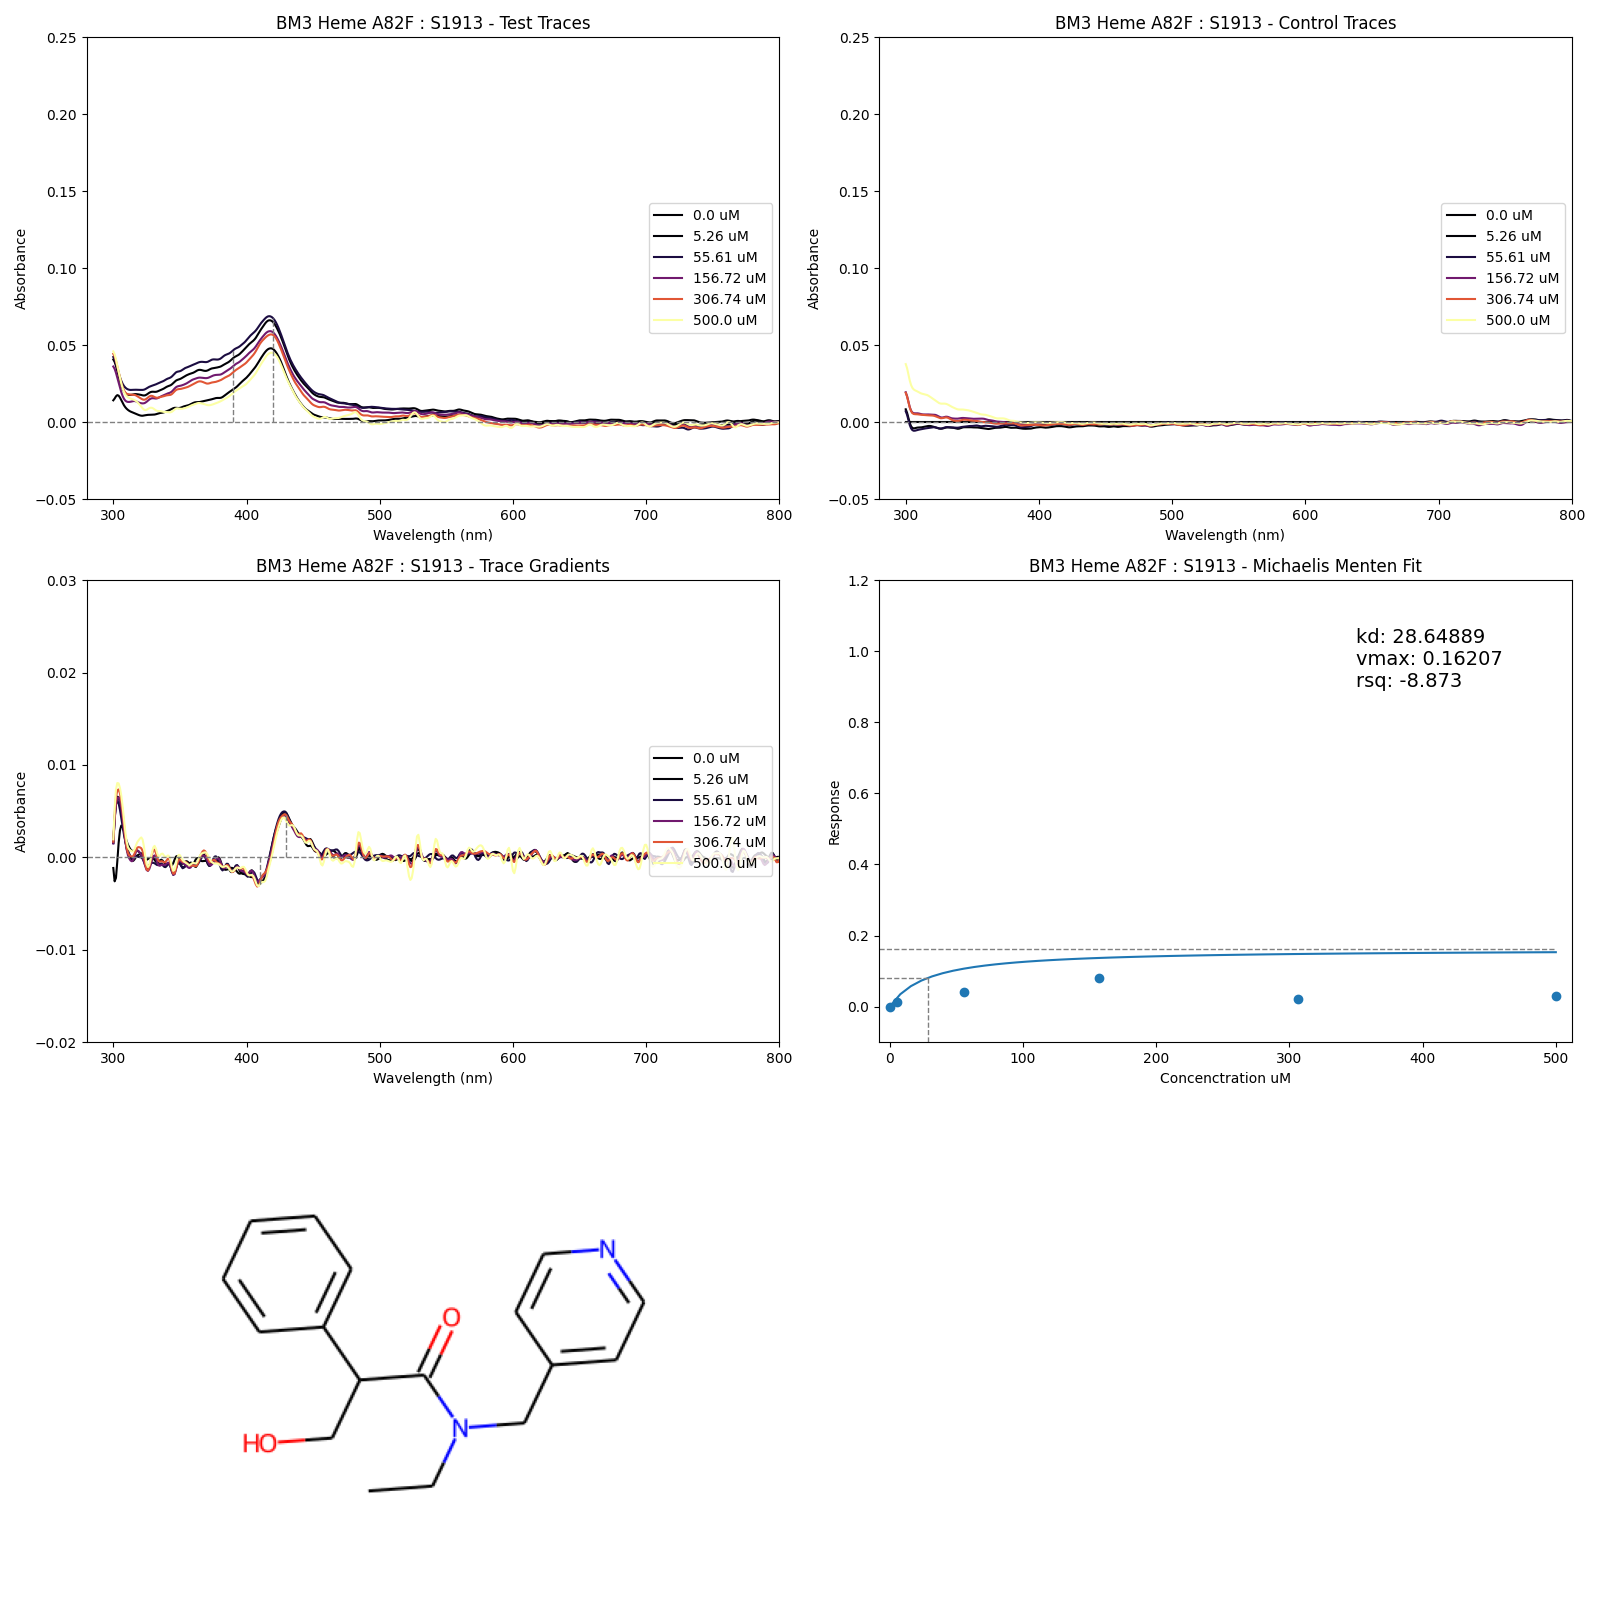 BM3 Heme A82F : S1913 - Test Traces
0.25
0.20
0.15
0.10
0.05
0.00
−0.05
Absorbance
300
400
500
600
700
800
Wavelength (nm)
0.0 uM
5.26 uM
55.61 uM
156.72 uM
306.74 uM
500.0 uM
BM3 Heme A82F : S1913 - Control Traces
0.25
0.20
0.15
0.10
0.05
0.00
−0.05
Absorbance
300
400
500
600
700
800
Wavelength (nm)
0.0 uM
5.26 uM
55.61 uM
156.72 uM
306.74 uM
500.0 uM
BM3 Heme A82F : S1913 - Trace Gradients
0.03
0.02
0.01
0.00
−0.01
−0.02
Absorbance
300
400
500
600
700
800
Wavelength (nm)
0.0 uM
5.26 uM
55.61 uM
156.72 uM
306.74 uM
500.0 uM
BM3 Heme A82F : S1913 - Michaelis Menten Fit
1.2
1.0
0.8
0.6
0.4
0.2
0.0
Response
0
100
200
300
400
500
Concenctration uM
kd: 28.64889
vmax: 0.16207
rsq: -8.873
N
O
N
HO